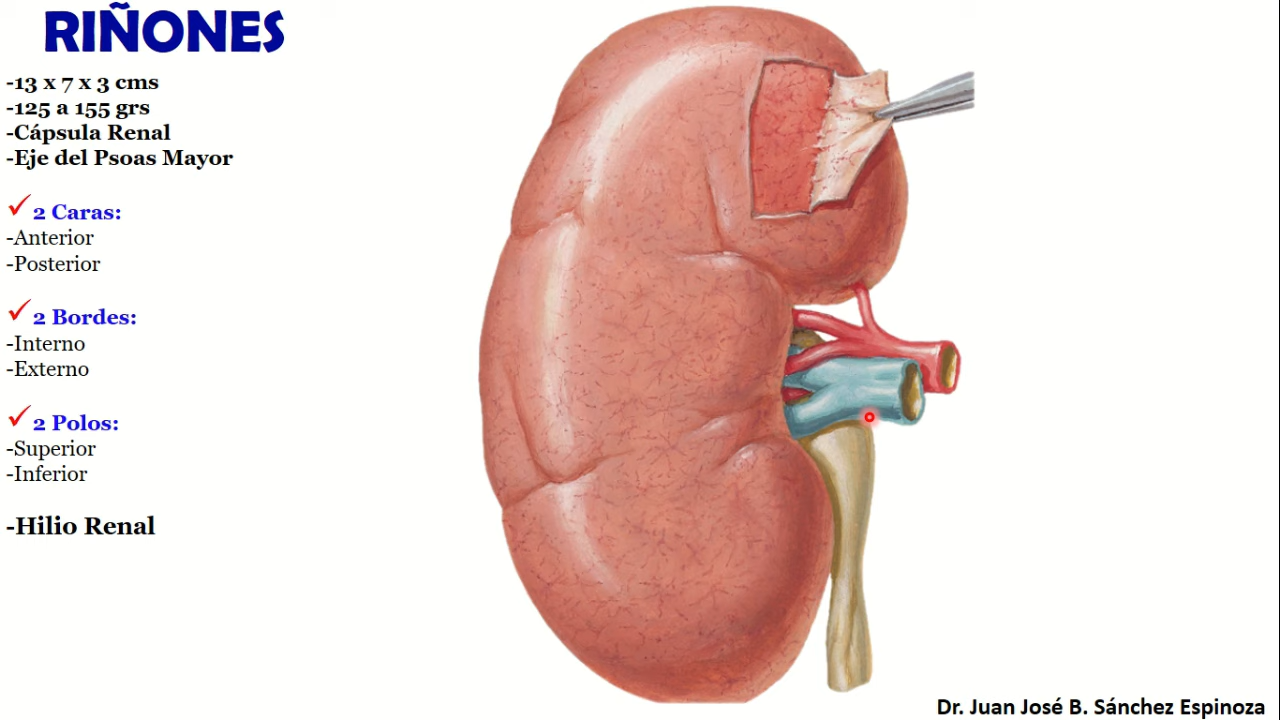 RIÑONES
-13 x 7 x 3 cms
-125 a 155 grs
-Cápsula Renal
-Eje del Psoas Mayor
✓2 Caras:
-Anterior
-Posterior
✓2 Bordes:
-Interno
-Externo
✓2 Polos:
-Superior
-Inferior
-Hilio Renal
Dr. Juan José B. Sánchez Espinoza